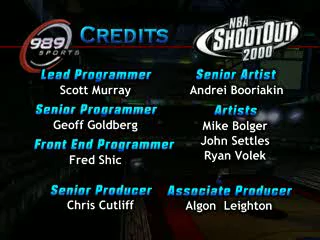 989 SPORTS
CREDITS
NBA
SHOOTOUT
2000
Lead Programmer
Scott Murray
Senior Programmer
Geoff Goldberg
Front End Programmer
Fred Shic
Senior Artist
Andrei Booriakin
Artists
Mike Bolger
John Settles
Ryan Volek
Senior Producer
Chris Cutliff
Associate Producer
Algon Leighton